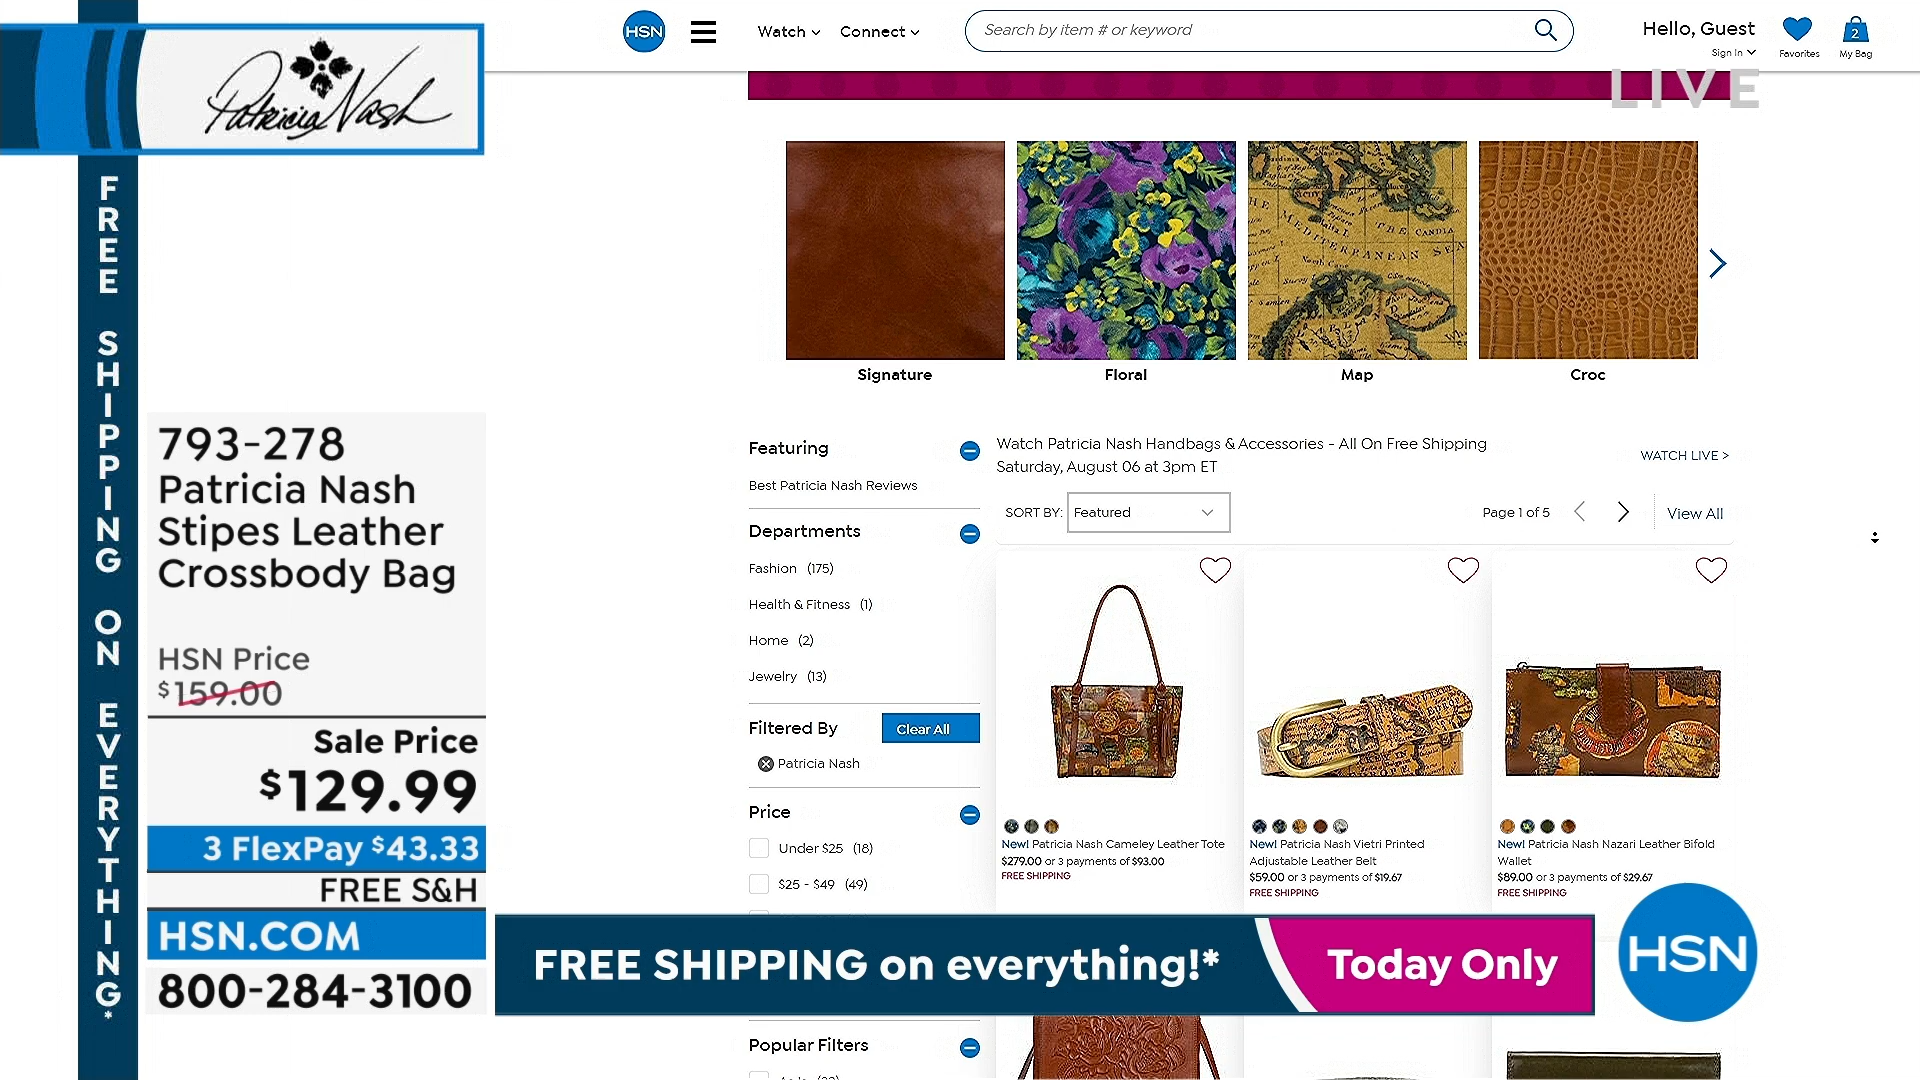 Patricia Nash
FREE SHIPPING ON EVERYTHING*
793-278
Patricia Nash
Stipes Leather
Crossbody Bag
HSN Price
$159.00
Sale Price
$129.99
3 FlexPay $43.33
FREE S&H
HSN.COM
800-284-3100
HSN
Watch
Connect
Search by item # or keyword
Hello, Guest
Sign In
Favorites
2
My Bag
LIVE
THE CANDIA
MEDITERRANEAN SEA
Signature
Floral
Map
Croc
Featuring
Best Patricia Nash Reviews
Departments
Fashion (175)
Health & Fitness (1)
Home (2)
Jewelry (13)
Filtered By
Clear All
Patricia Nash
Price
Under $25 (18)
$25 - $49 (49)
Popular Filters
Watch Patricia Nash Handbags & Accessories - All On Free Shipping
Saturday, August 06 at 3pm ET
WATCH LIVE >
SORT BY: Featured
Page 1 of 5
View All
New! Patricia Nash Cameley Leather Tote
$279.00 or 3 payments of $93.00
FREE SHIPPING
New! Patricia Nash Vietri Printed
Adjustable Leather Belt
$59.00 or 3 payments of $19.67
FREE SHIPPING
New! Patricia Nash Nazari Leather Bifold
Wallet
$89.00 or 3 payments of $29.67
FREE SHIPPING
FREE SHIPPING on everything!*
Today Only
HSN